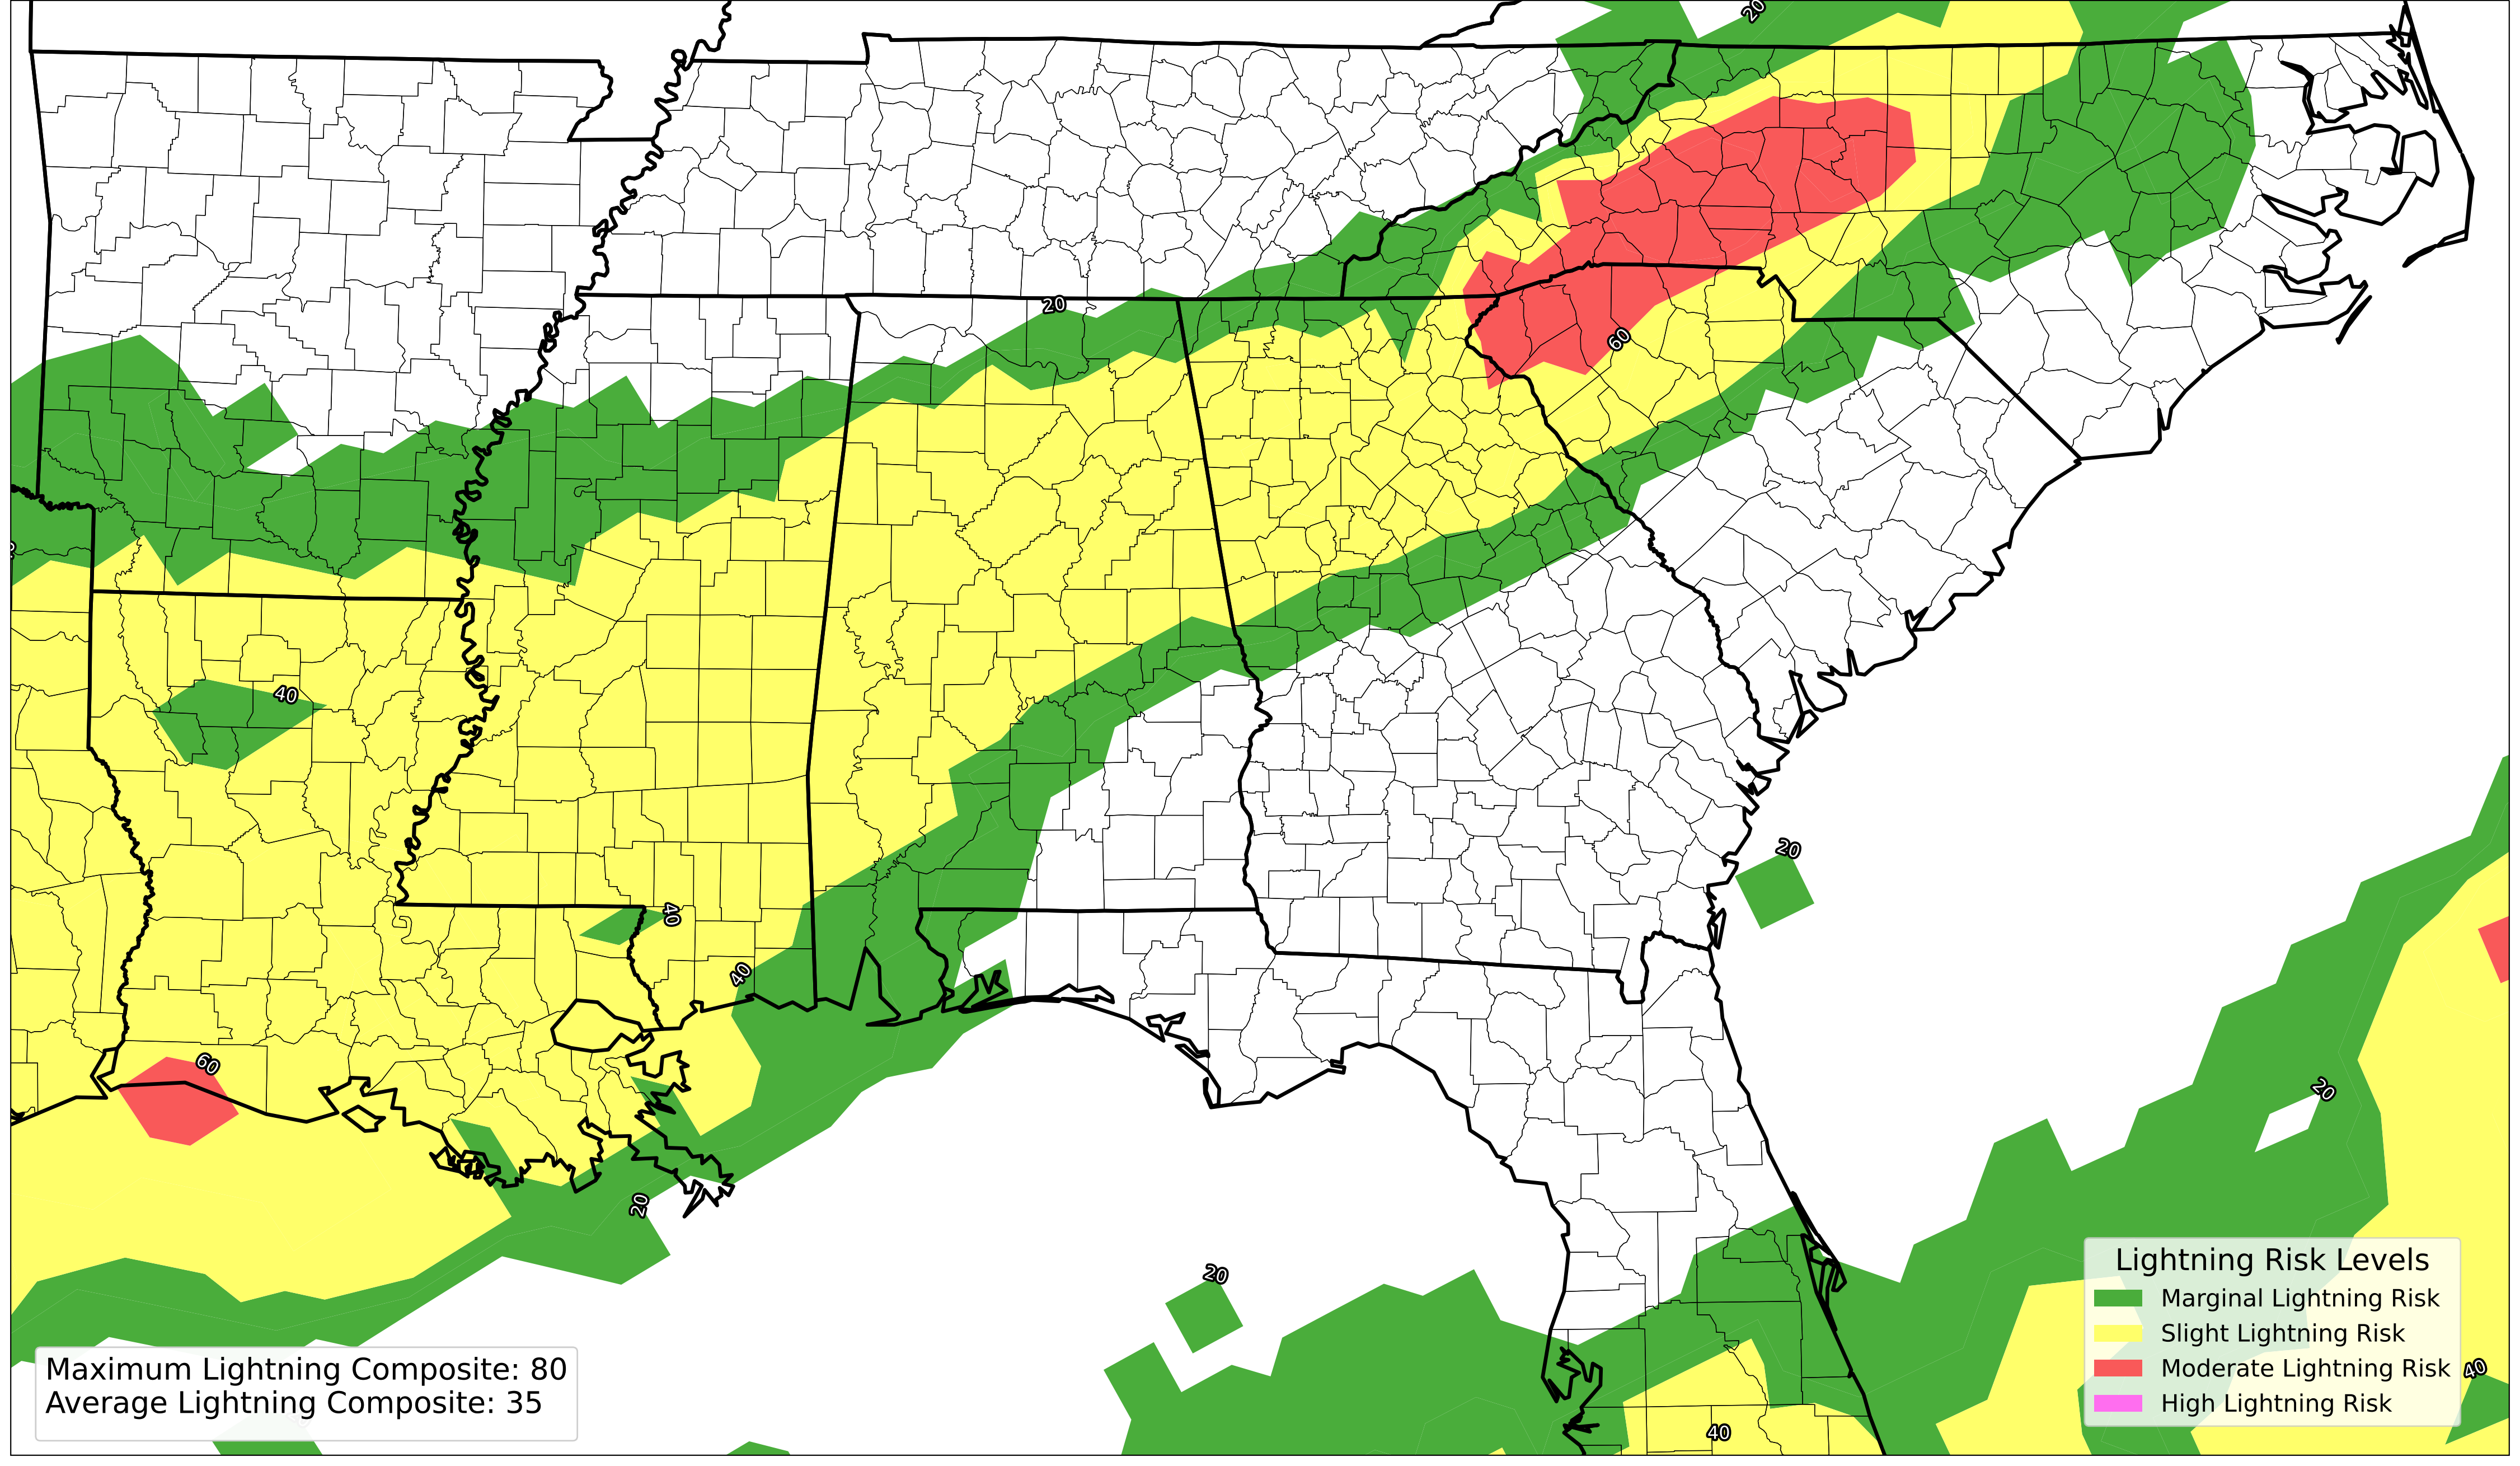 20
20
60
20
40
20
40
40
60
20
20
20
40
40
Lightning Risk Levels
Marginal Lightning Risk
Slight Lightning Risk
Moderate Lightning Risk
High Lightning Risk
Maximum Lightning Composite: 80
Average Lightning Composite: 35